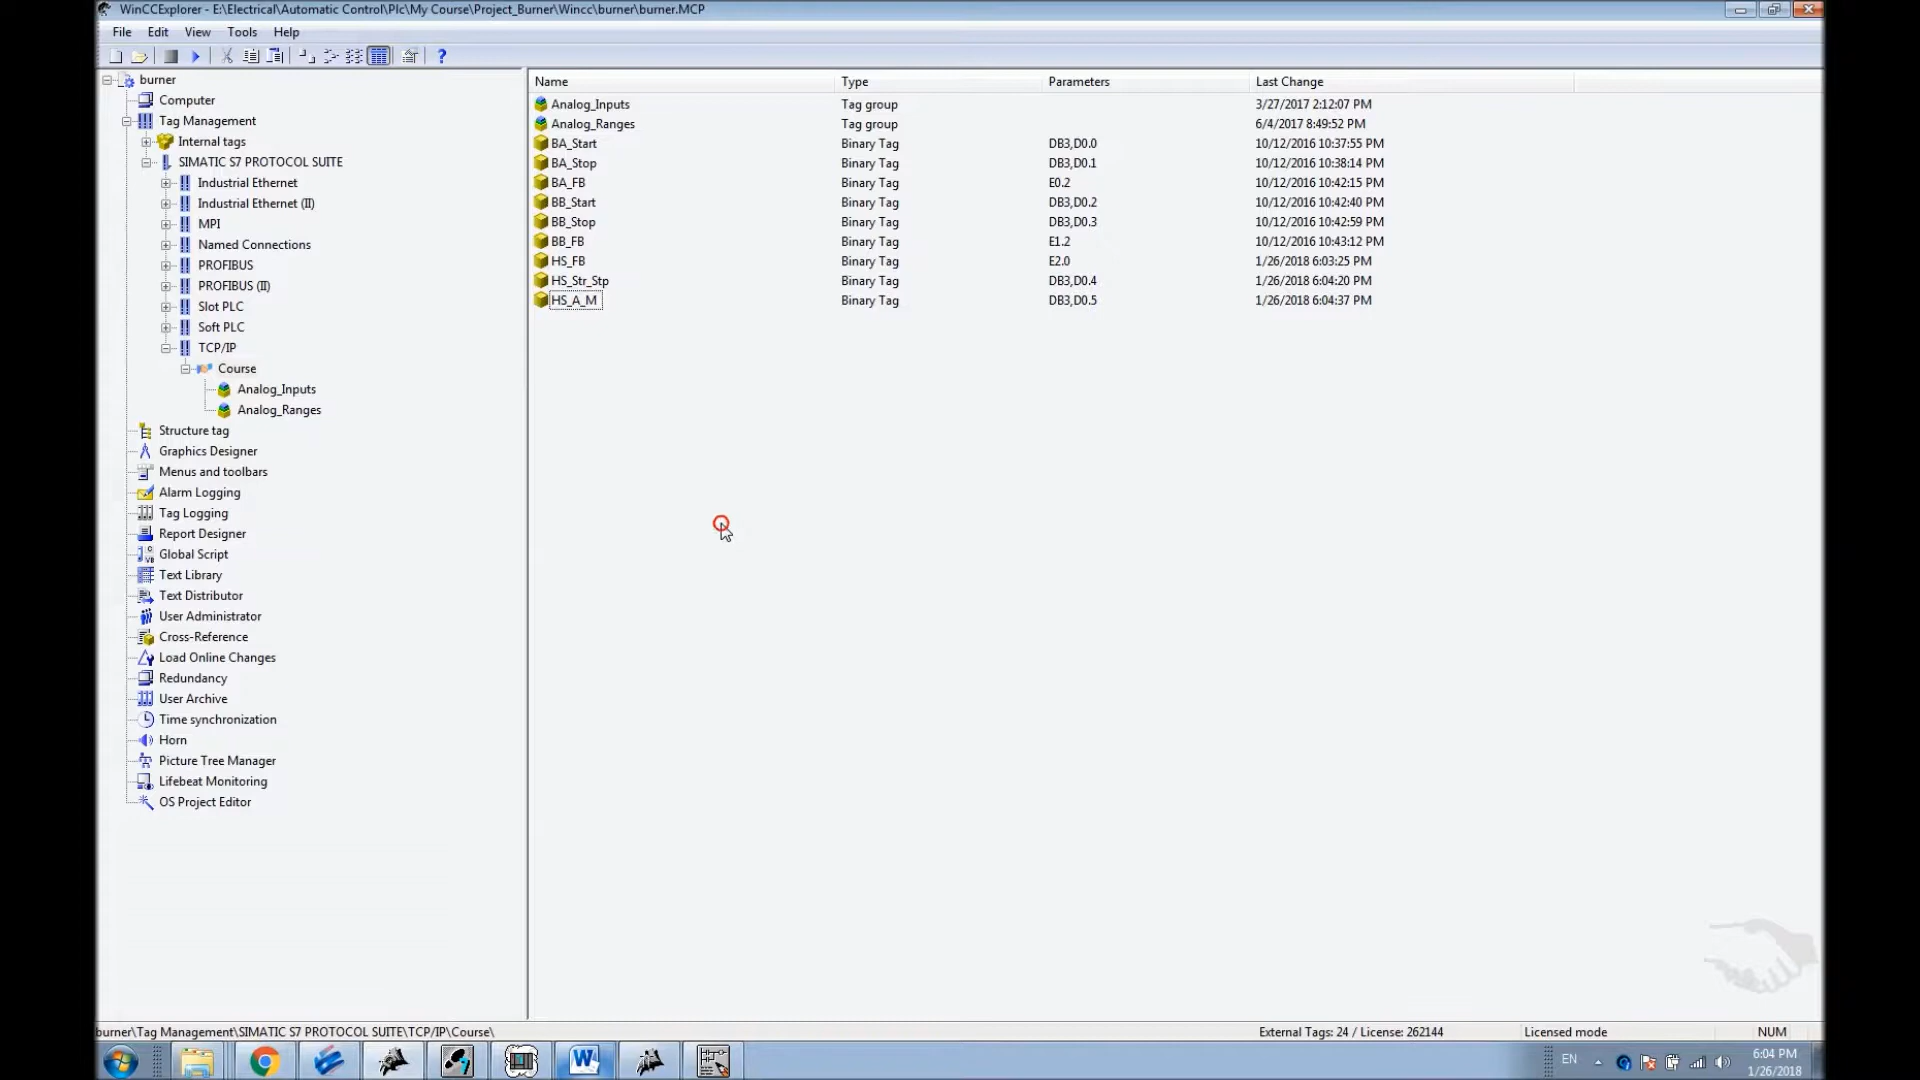 WinCCExplorer - E:\Electrical\Automatic Control\Plc\My Course\Project_Burner\Wincc\burner\burner.MCP
File Edit View Tools Help
burner
Computer
Tag Management
Internal tags
SIMATIC S7 PROTOCOL SUITE
Industrial Ethernet
Industrial Ethernet (II)
MPI
Named Connections
PROFIBUS
PROFIBUS (II)
Slot PLC
Soft PLC
TCP/IP
Course
Analog_Inputs
Analog_Ranges
Structure tag
Graphics Designer
Menus and toolbars
Alarm Logging
Tag Logging
Report Designer
Global Script
Text Library
Text Distributor
User Administrator
Cross-Reference
Load Online Changes
Redundancy
User Archive
Time synchronization
Horn
Picture Tree Manager
Lifebeat Monitoring
OS Project Editor
Name Type Parameters Last Change
Analog_Inputs Tag group 3/27/2017 2:12:07 PM
Analog_Ranges Tag group 6/4/2017 8:49:52 PM
BA_Start Binary Tag DB3,D0.0 10/12/2016 10:37:55 PM
BA_Stop Binary Tag DB3,D0.1 10/12/2016 10:38:14 PM
BA_FB Binary Tag E0.2 10/12/2016 10:42:15 PM
BB_Start Binary Tag DB3,D0.2 10/12/2016 10:42:40 PM
BB_Stop Binary Tag DB3,D0.3 10/12/2016 10:42:59 PM
BB_FB Binary Tag E1.2 10/12/2016 10:43:12 PM
HS_FB Binary Tag E2.0 1/26/2018 6:03:25 PM
HS_Str_Stp Binary Tag DB3,D0.4 1/26/2018 6:04:20 PM
HS_A_M Binary Tag DB3,D0.5 1/26/2018 6:04:37 PM
burner\Tag Management\SIMATIC S7 PROTOCOL SUITE\TCP/IP\Course\ External Tags: 24 / License: 262144 Licensed mode NUM
EN 6:04 PM
1/26/2018